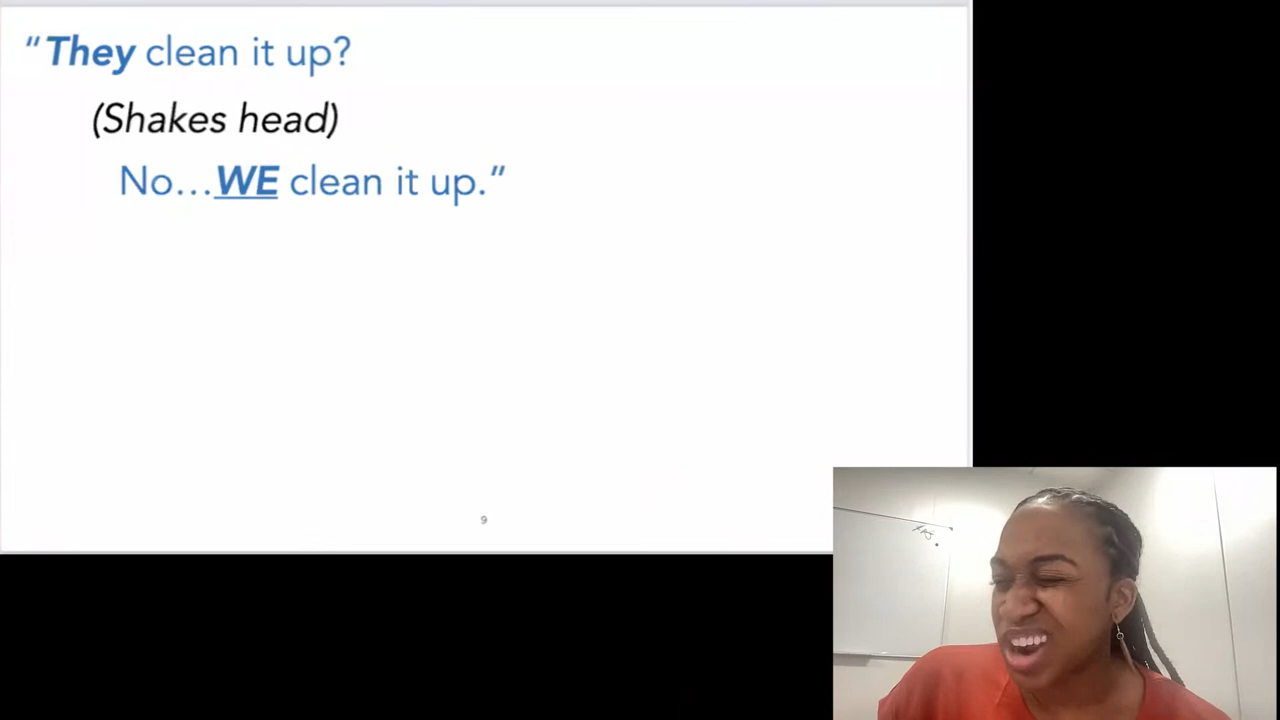 “They clean it up?
(Shakes head)
No…WE clean it up.”
9